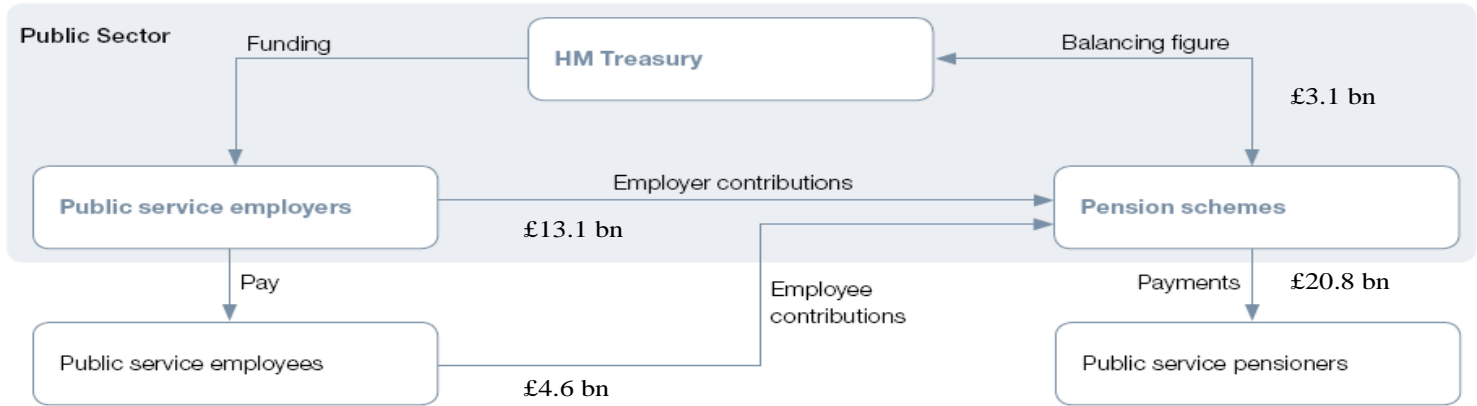 Public Sector
Funding
HM Treasury
Balancing figure
£3.1 bn
Public service employers
Employer contributions
£13.1 bn
Pension schemes
Pay
Employee
contributions
Payments
£20.8 bn
Public service employees
£4.6 bn
Public service pensioners